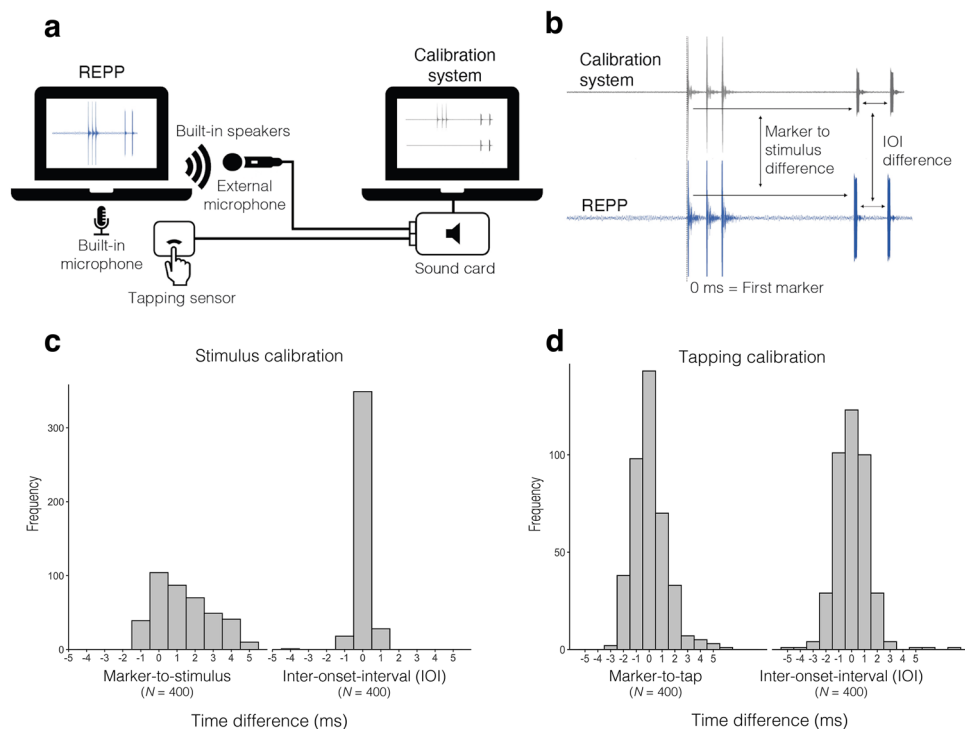 a
REPP
Calibration
system
Built-in speakers
External
microphone
Built-in
microphone
Tapping sensor
Sound card
b
Calibration
system
Marker to
stimulus
difference
IOI
difference
REPP
0 ms = First marker
c
Stimulus calibration
Frequency
300
200
100
0
-5 -4 -3 -2 -1 0 1 2 3 4 5
-5 -4 -3 -2 -1 0 1 2 3 4 5
Marker-to-stimulus
(N = 400)
Inter-onset-interval (IOI)
(N = 400)
Time difference (ms)
d
Tapping calibration
Frequency
100
50
0
-5 -4 -3 -2 -1 0 1 2 3 4 5
-5 -4 -3 -2 -1 0 1 2 3 4 5
Marker-to-tap
(N = 400)
Inter-onset-interval (IOI)
(N = 400)
Time difference (ms)